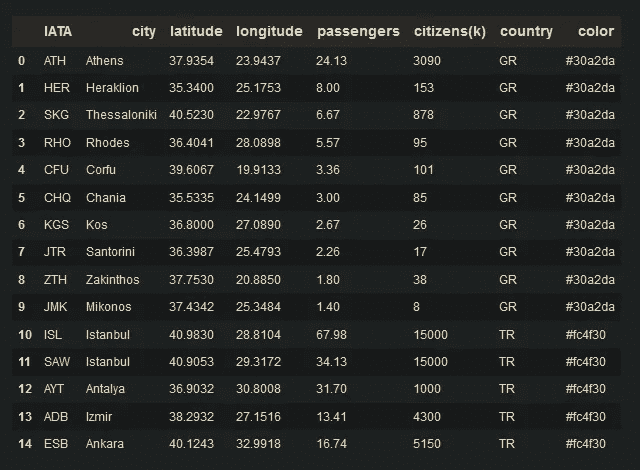 IATA city latitude longitude passengers citizens(k) country color
0 ATH Athens 37.9354 23.9437 24.13 3090 GR #30a2da
1 HER Heraklion 35.3400 25.1753 8.00 153 GR #30a2da
2 SKG Thessaloniki 40.5230 22.9767 6.67 878 GR #30a2da
3 RHO Rhodes 36.4041 28.0898 5.57 95 GR #30a2da
4 CFU Corfu 39.6067 19.9133 3.36 101 GR #30a2da
5 CHQ Chania 35.5335 24.1499 3.00 85 GR #30a2da
6 KGS Kos 36.8000 27.0890 2.67 26 GR #30a2da
7 JTR Santorini 36.3987 25.4793 2.26 17 GR #30a2da
8 ZTH Zakinthos 37.7530 20.8850 1.80 38 GR #30a2da
9 JMK Mikonos 37.4342 25.3484 1.40 8 GR #30a2da
10 ISL Istanbul 40.9830 28.8104 67.98 15000 TR #fc4f30
11 SAW Istanbul 40.9053 29.3172 34.13 15000 TR #fc4f30
12 AYT Antalya 36.9032 30.8008 31.70 1000 TR #fc4f30
13 ADB Izmir 38.2932 27.1516 13.41 4300 TR #fc4f30
14 ESB Ankara 40.1243 32.9918 16.74 5150 TR #fc4f30